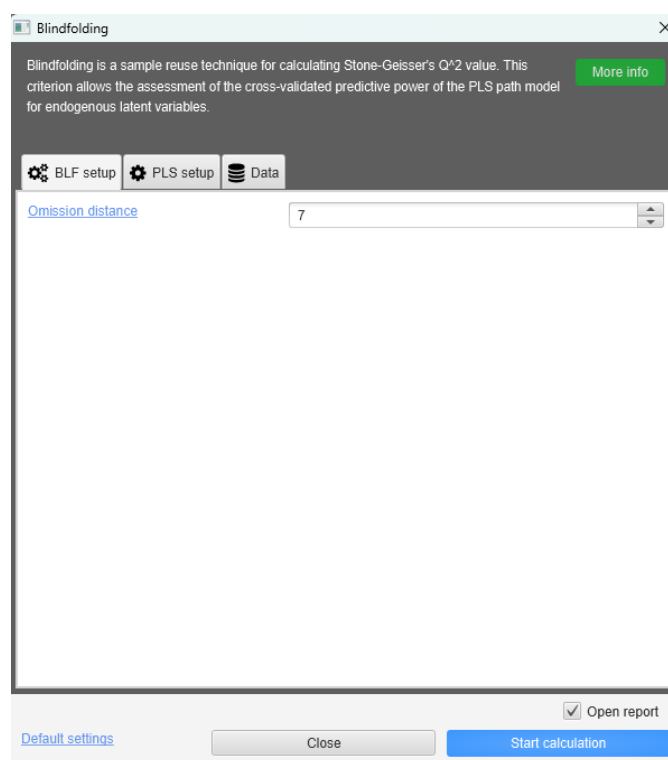 Blindfolding
Blindfolding is a sample reuse technique for calculating Stone-Geisser's Q^2 value. This
criterion allows the assessment of the cross-validated predictive power of the PLS path model
for endogenous latent variables.
More info
BLF setup
PLS setup
Data
Omission distance
7
Open report
Default settings
Close
Start calculation